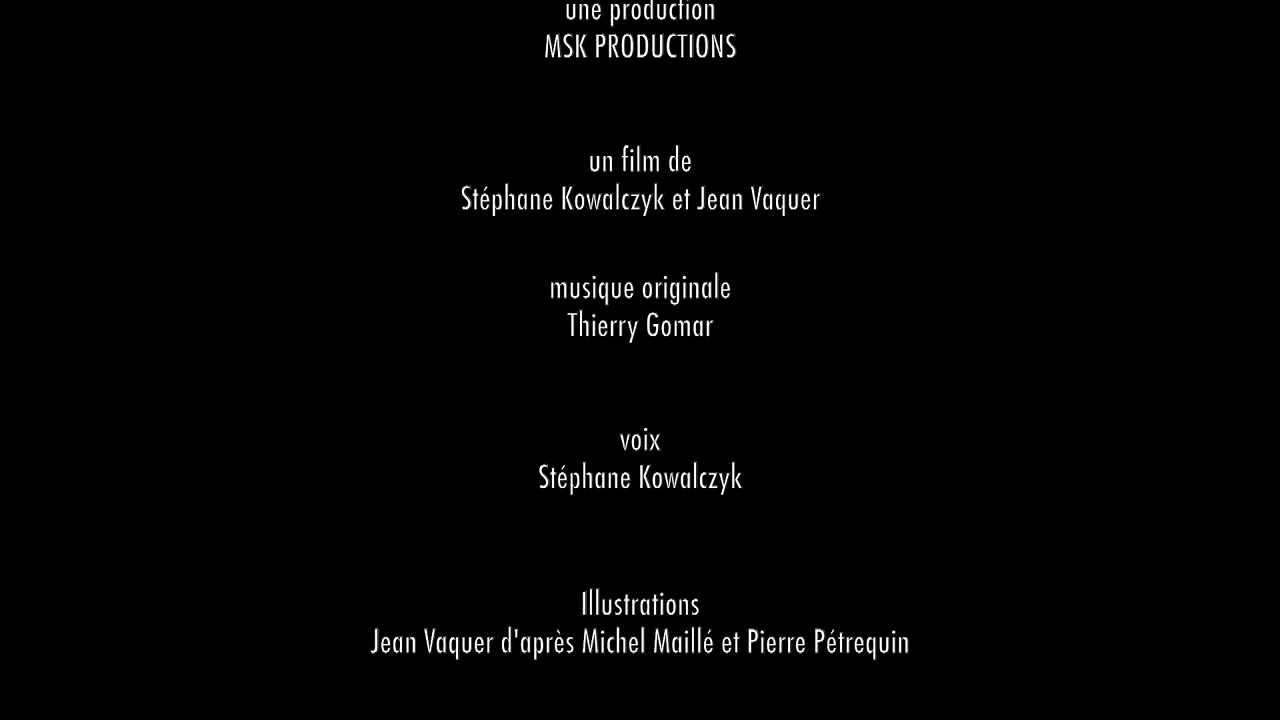 une production
MSK PRODUCTIONS
un film de
Stéphane Kowalczyk et Jean Vaquer
musique originale
Thierry Gomar
voix
Stéphane Kowalczyk
Illustrations
Jean Vaquer d'après Michel Maillé et Pierre Pétrequin